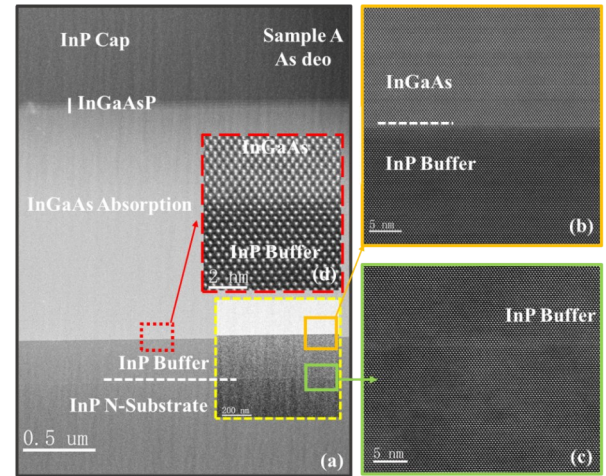 InP Cap
Sample A
As deo
InGaAsP
InGaAs Absorption
InGaAs
InP Buffer
2 nm
(d)
InP Buffer
InP N-Substrate
200 nm
0.5 um
(a)
InGaAs
InP Buffer
5 nm
(b)
InP Buffer
5 nm
(c)